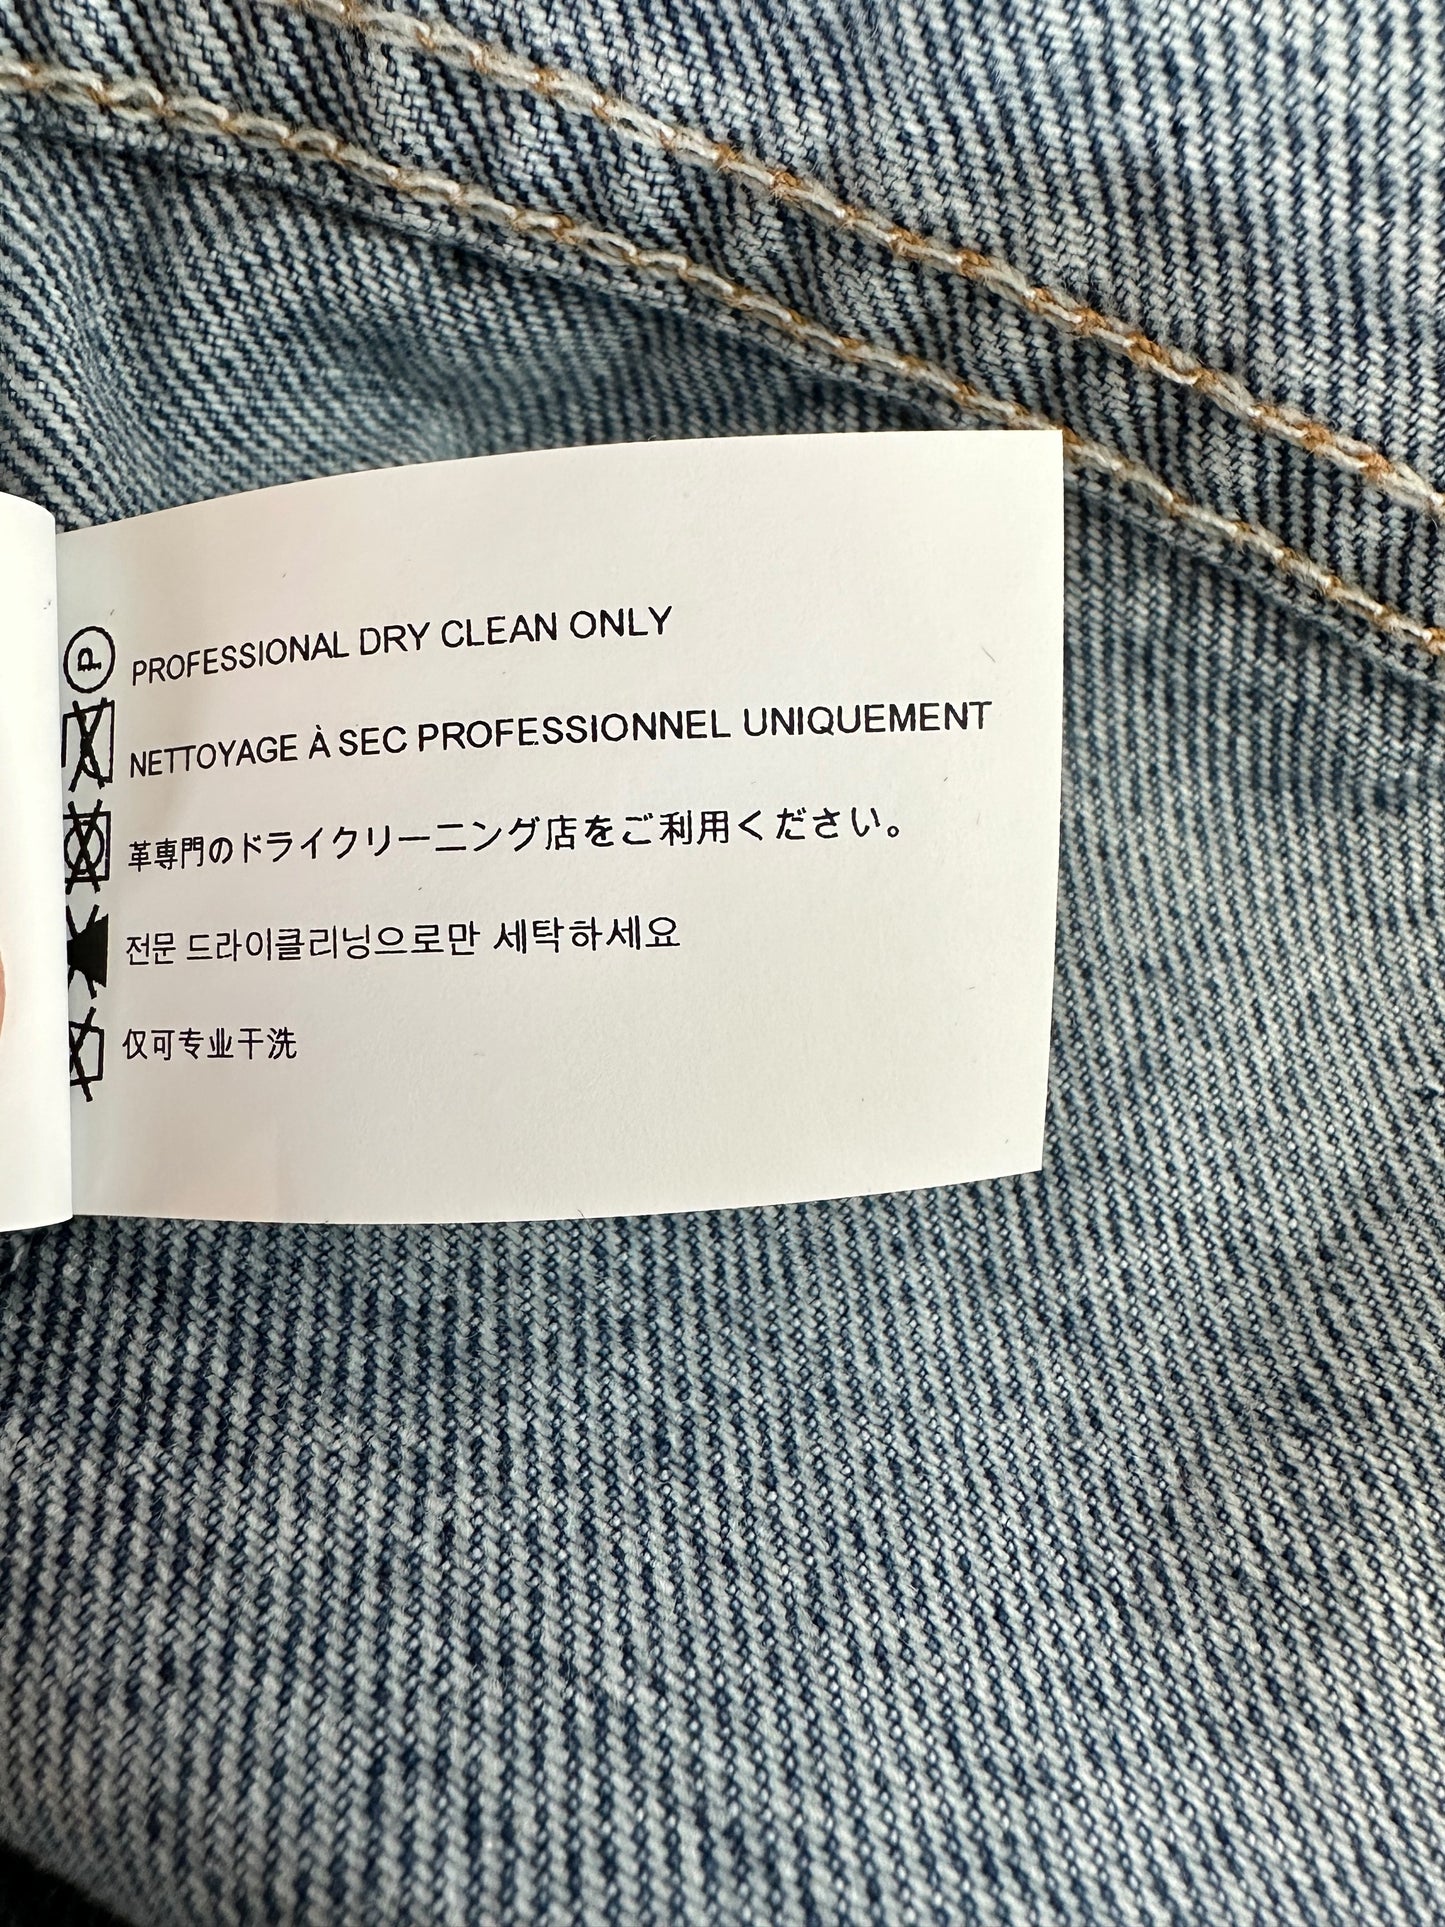 P
PROFESSIONAL DRY CLEAN ONLY
NETTOYAGE À SEC PROFESSIONNEL UNIQUEMENT
革専門のドライクリーニング店をご利用ください。
전문 드라이클리닝으로만 세탁하세요
仅可专业干洗